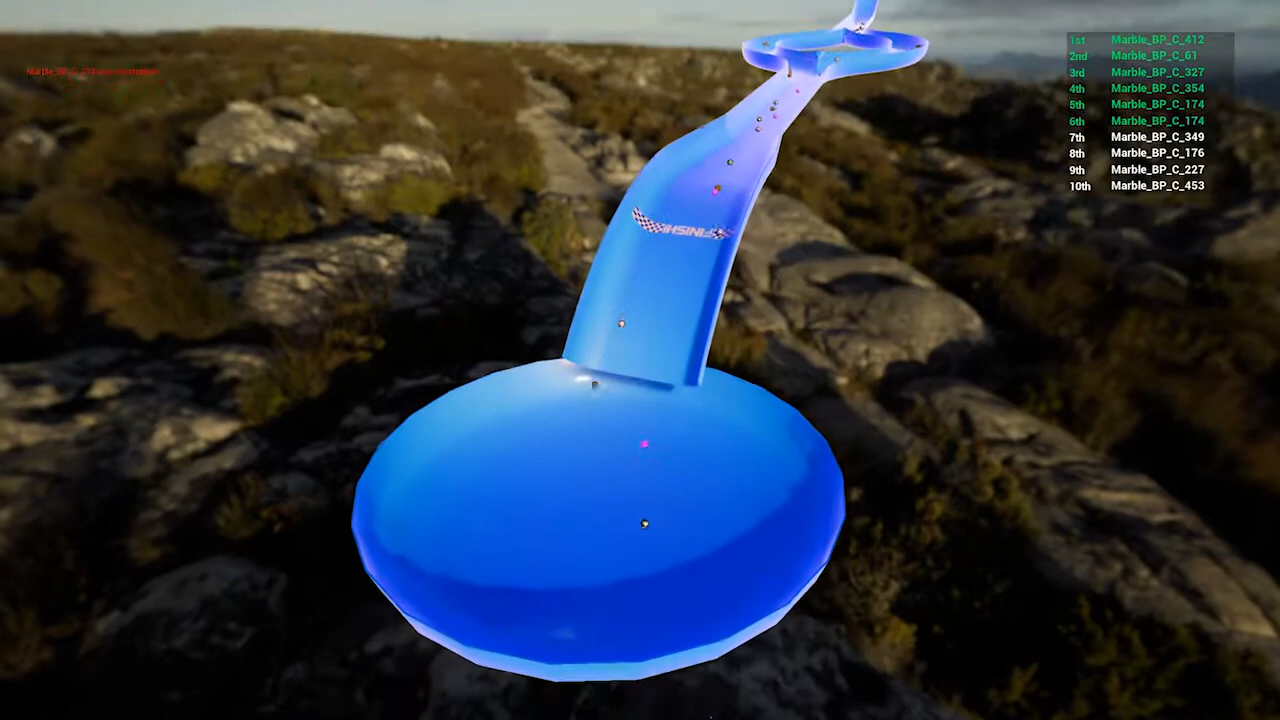 1st Marble_BP_C_412
2nd Marble_BP_C_61
3rd Marble_BP_C_327
4th Marble_BP_C_354
5th Marble_BP_C_174
6th Marble_BP_C_174
7th Marble_BP_C_349
8th Marble_BP_C_176
9th Marble_BP_C_227
10th Marble_BP_C_453
FINISH